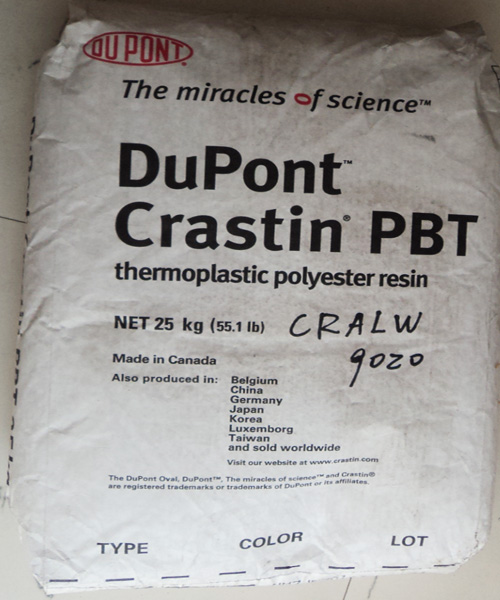 DU PONT
The miracles of science™
DuPont™
Crastin® PBT
thermoplastic polyester resin
NET 25 kg (55.1 lb) CRALW
9020
Made in Canada
Also produced in: Belgium
China
Germany
Japan
Korea
Luxemborg
Taiwan
and sold worldwide
Visit our website at www.crastin.com
The DuPont Oval, DuPont™, The miracles of science™ and Crastin®
are registered trademarks or trademarks of DuPont or its affiliates.
TYPE COLOR LOT